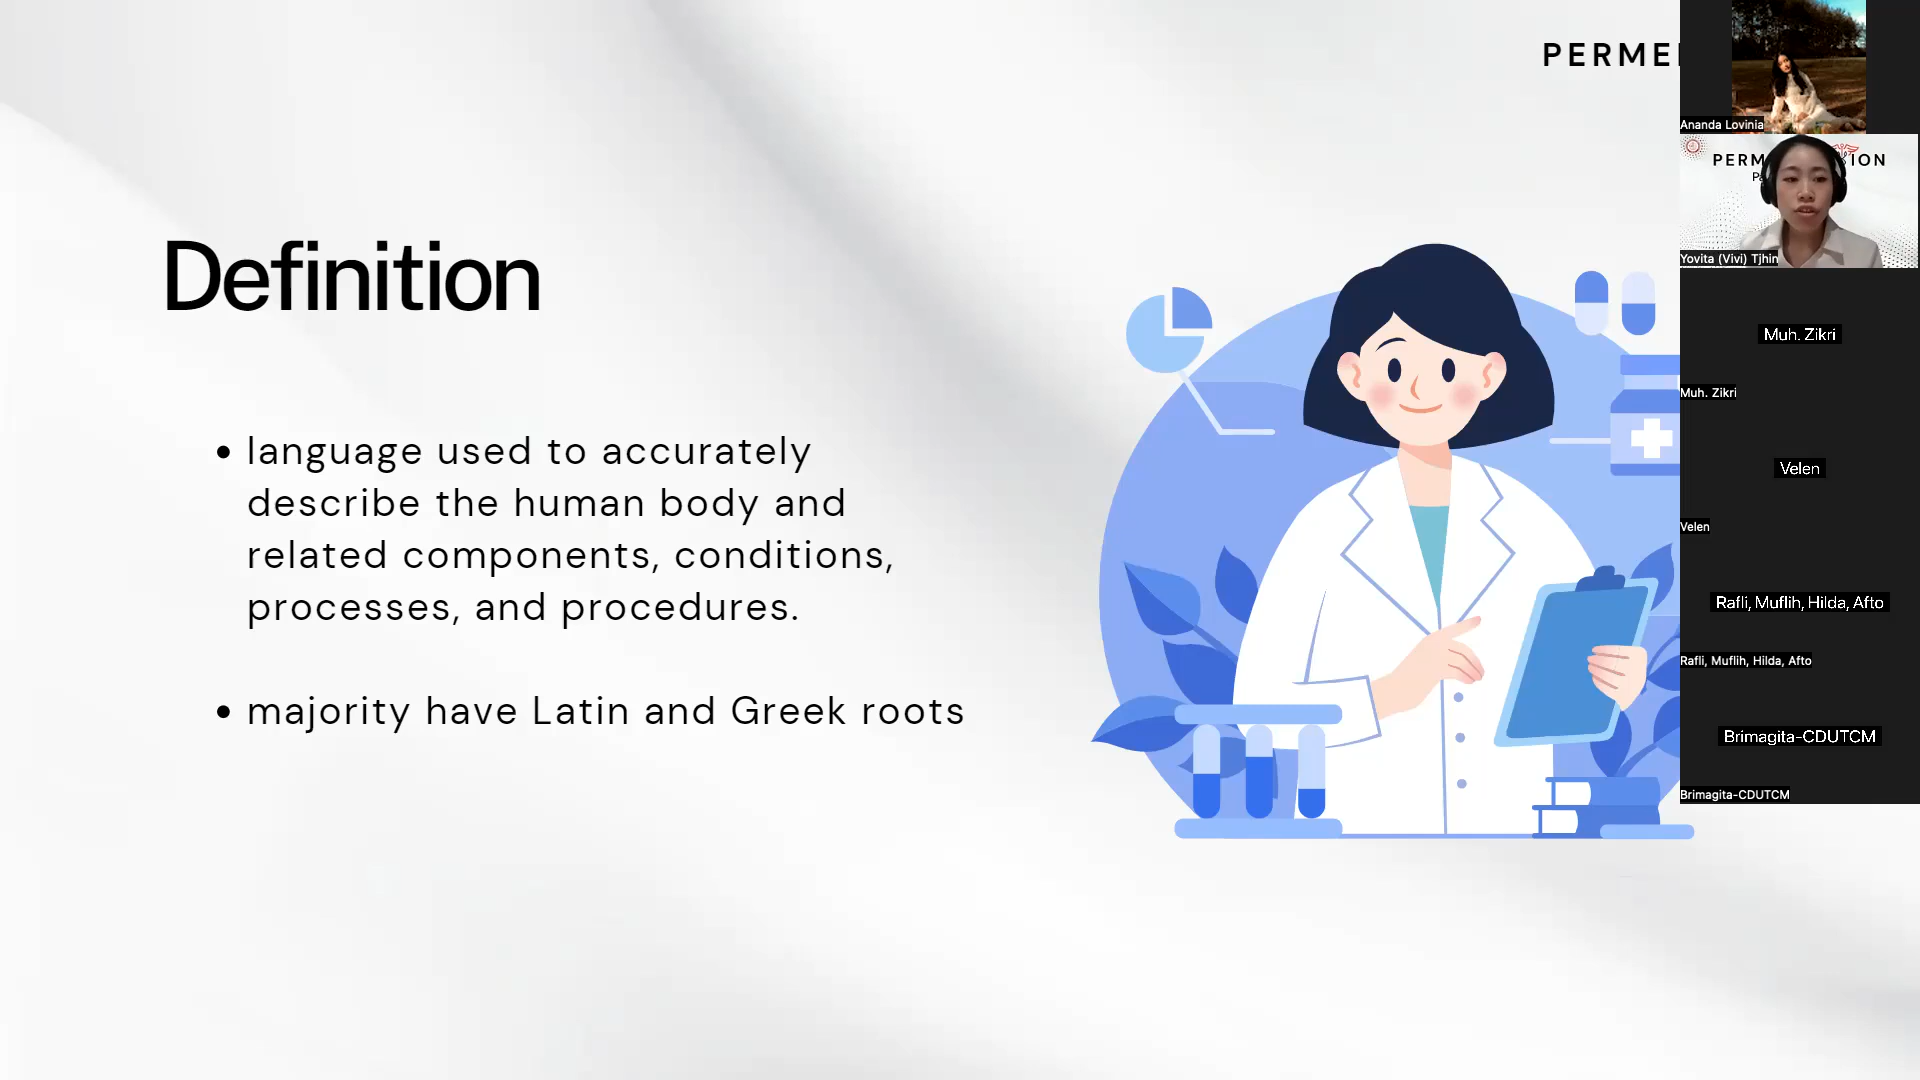 PERME
Definition
• language used to accurately
describe the human body and
related components, conditions,
processes, and procedures.
• majority have Latin and Greek roots
Ananda Lovinia
PERM
ION
Yovita (Vivi) Tjhin
Muh. Zikri
Muh. Zikri
Velen
Velen
Rafli, Muflih, Hilda, Afto
Rafli, Muflih, Hilda, Afto
Brimagita-CDUTCM
Brimagita-CDUTCM